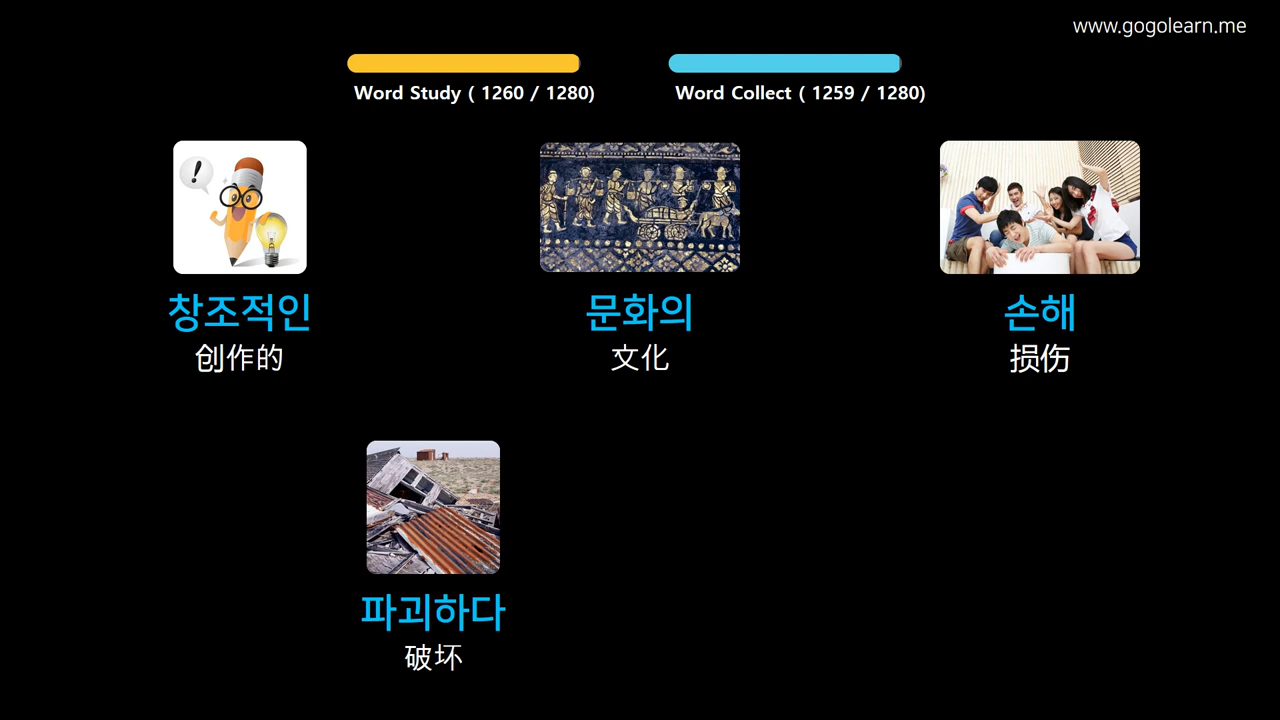 www.gogolearn.me
Word Study ( 1260 / 1280)
Word Collect ( 1259 / 1280)
!
창조적인
创作的
문화의
文化
손해
损伤
파괴하다
破坏